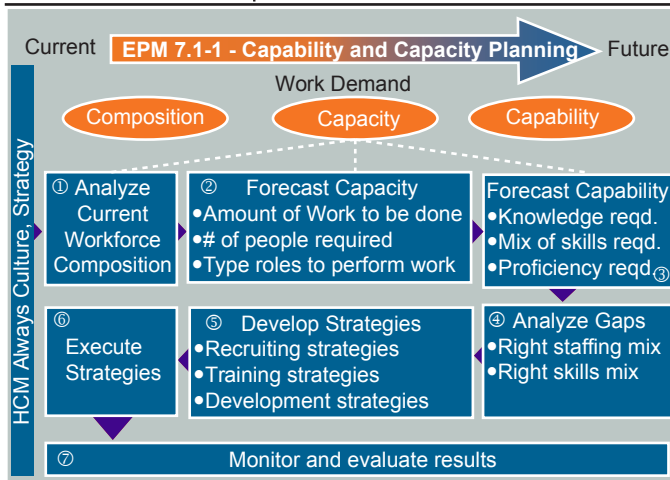 Current
EPM 7.1-1 - Capability and Capacity Planning
Future
Work Demand
Composition
Capacity
Capability
HCM Always Culture, Strategy
① Analyze
Current
Workforce
Composition
② Forecast Capacity
•Amount of Work to be done
•# of people required
•Type roles to perform work
Forecast Capability
•Knowledge reqd.
•Mix of skills reqd.
•Proficiency reqd.③
⑥
Execute
Strategies
⑤ Develop Strategies
•Recruiting strategies
•Training strategies
•Development strategies
④ Analyze Gaps
•Right staffing mix
•Right skills mix
⑦ Monitor and evaluate results